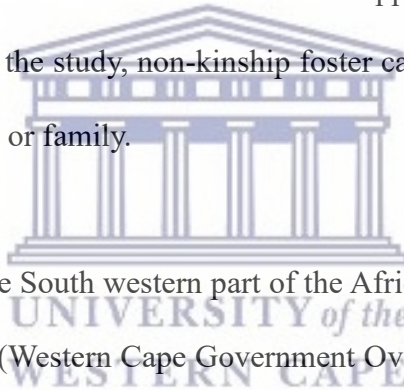 the study, non-kinship foster ca
or family.
e South western part of the Afri
UNIVERSITY of the
(Western Cape Government Ov
WESTERN CAPE